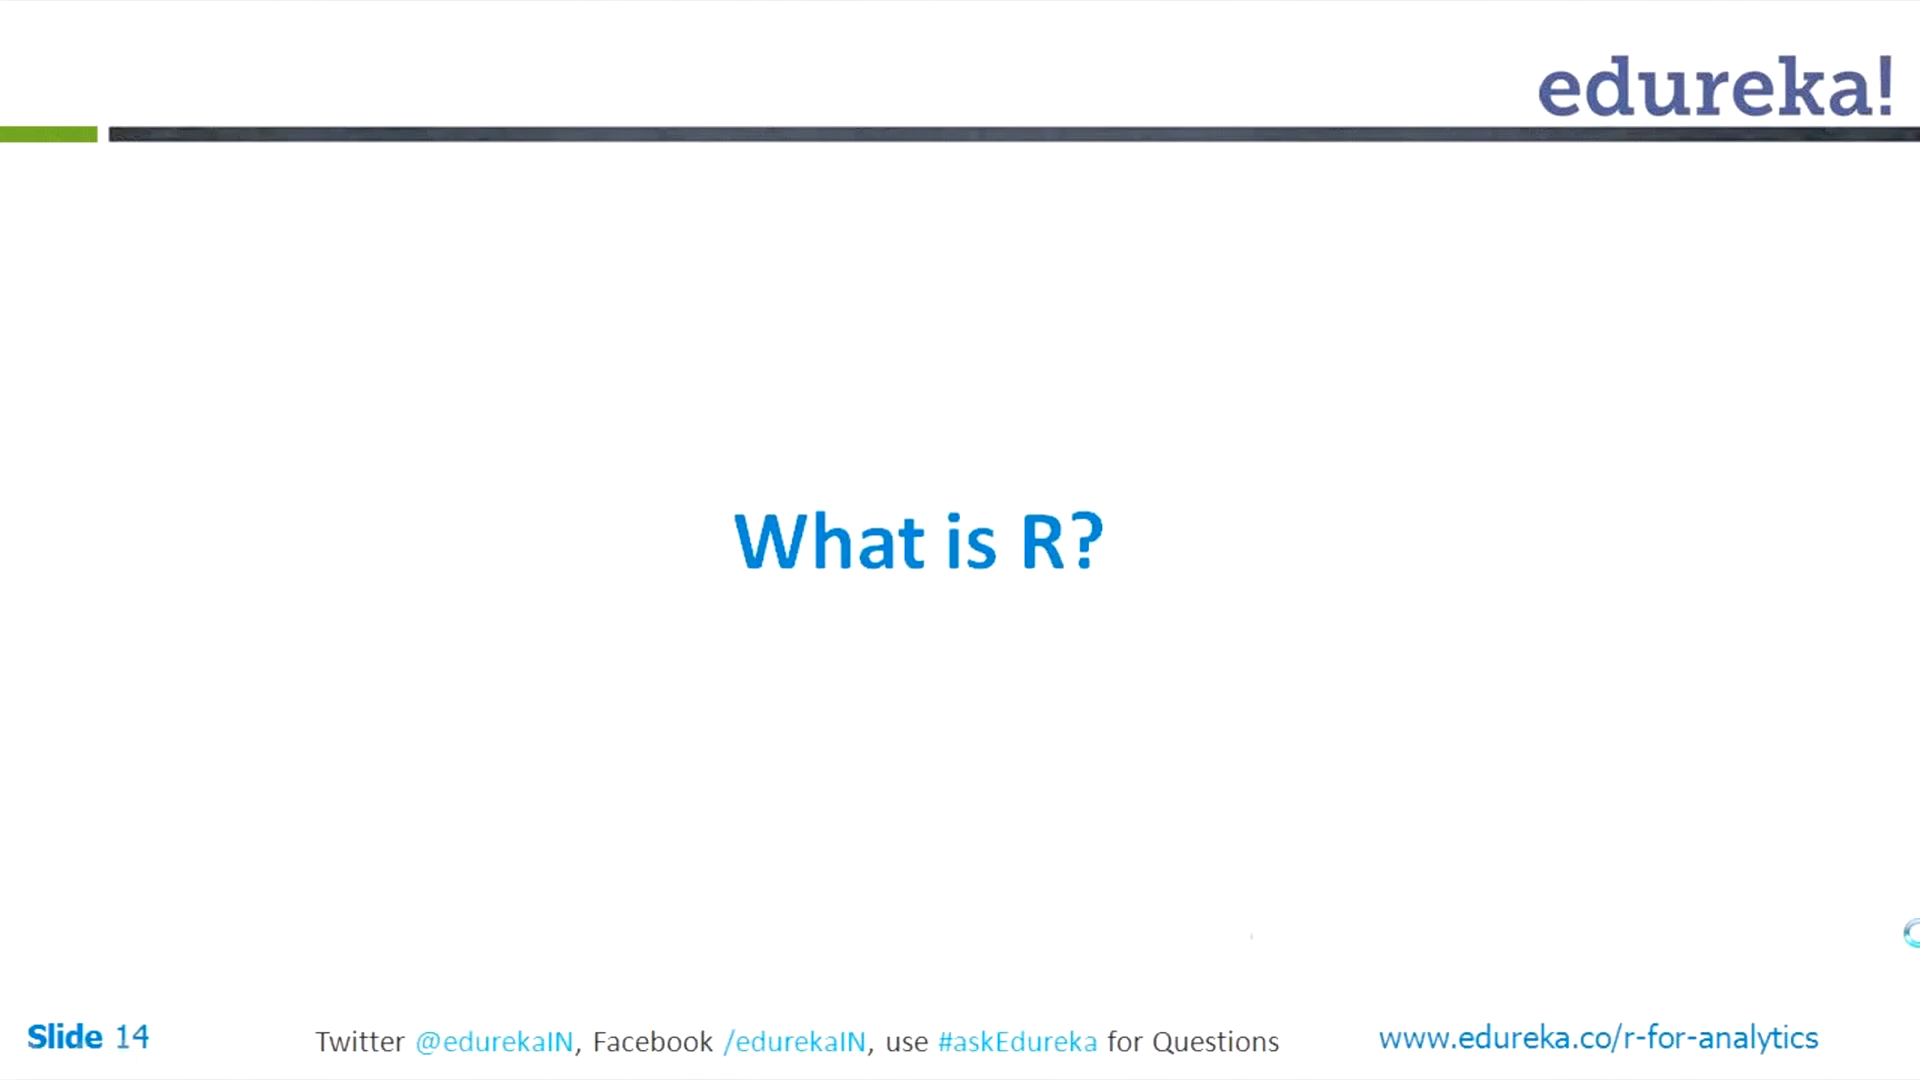 edureka!
What is R?
Slide 14
Twitter @edurekaIN, Facebook /edurekaIN, use #askEdureka for Questions
www.edureka.co/r-for-analytics